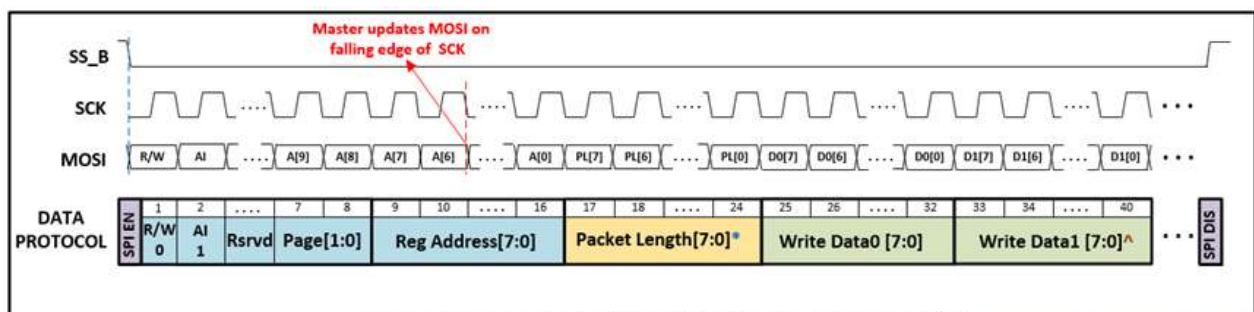 Master updates MOSI on
falling edge of SCK
SS_B
SCK .... .... .... .... .... • • •
MOSI R/W AI .... A[9] A[8] A[7] A[6] .... A[0] PL[7] PL[6] .... PL[0] D0[7] D0[6] .... D0[0] D1[7] D1[6] .... D1[0] • • •
1 2 .... 7 8 9 10 .... 16 17 18 .... 24 25 26 .... 32 33 34 .... 40
DATA PROTOCOL SPI EN R/W 0 AI 1 Rsrvd Page[1:0] Reg Address[7:0] Packet Length[7:0]* Write Data0 [7:0] Write Data1 [7:0]^ • • • SPI DIS